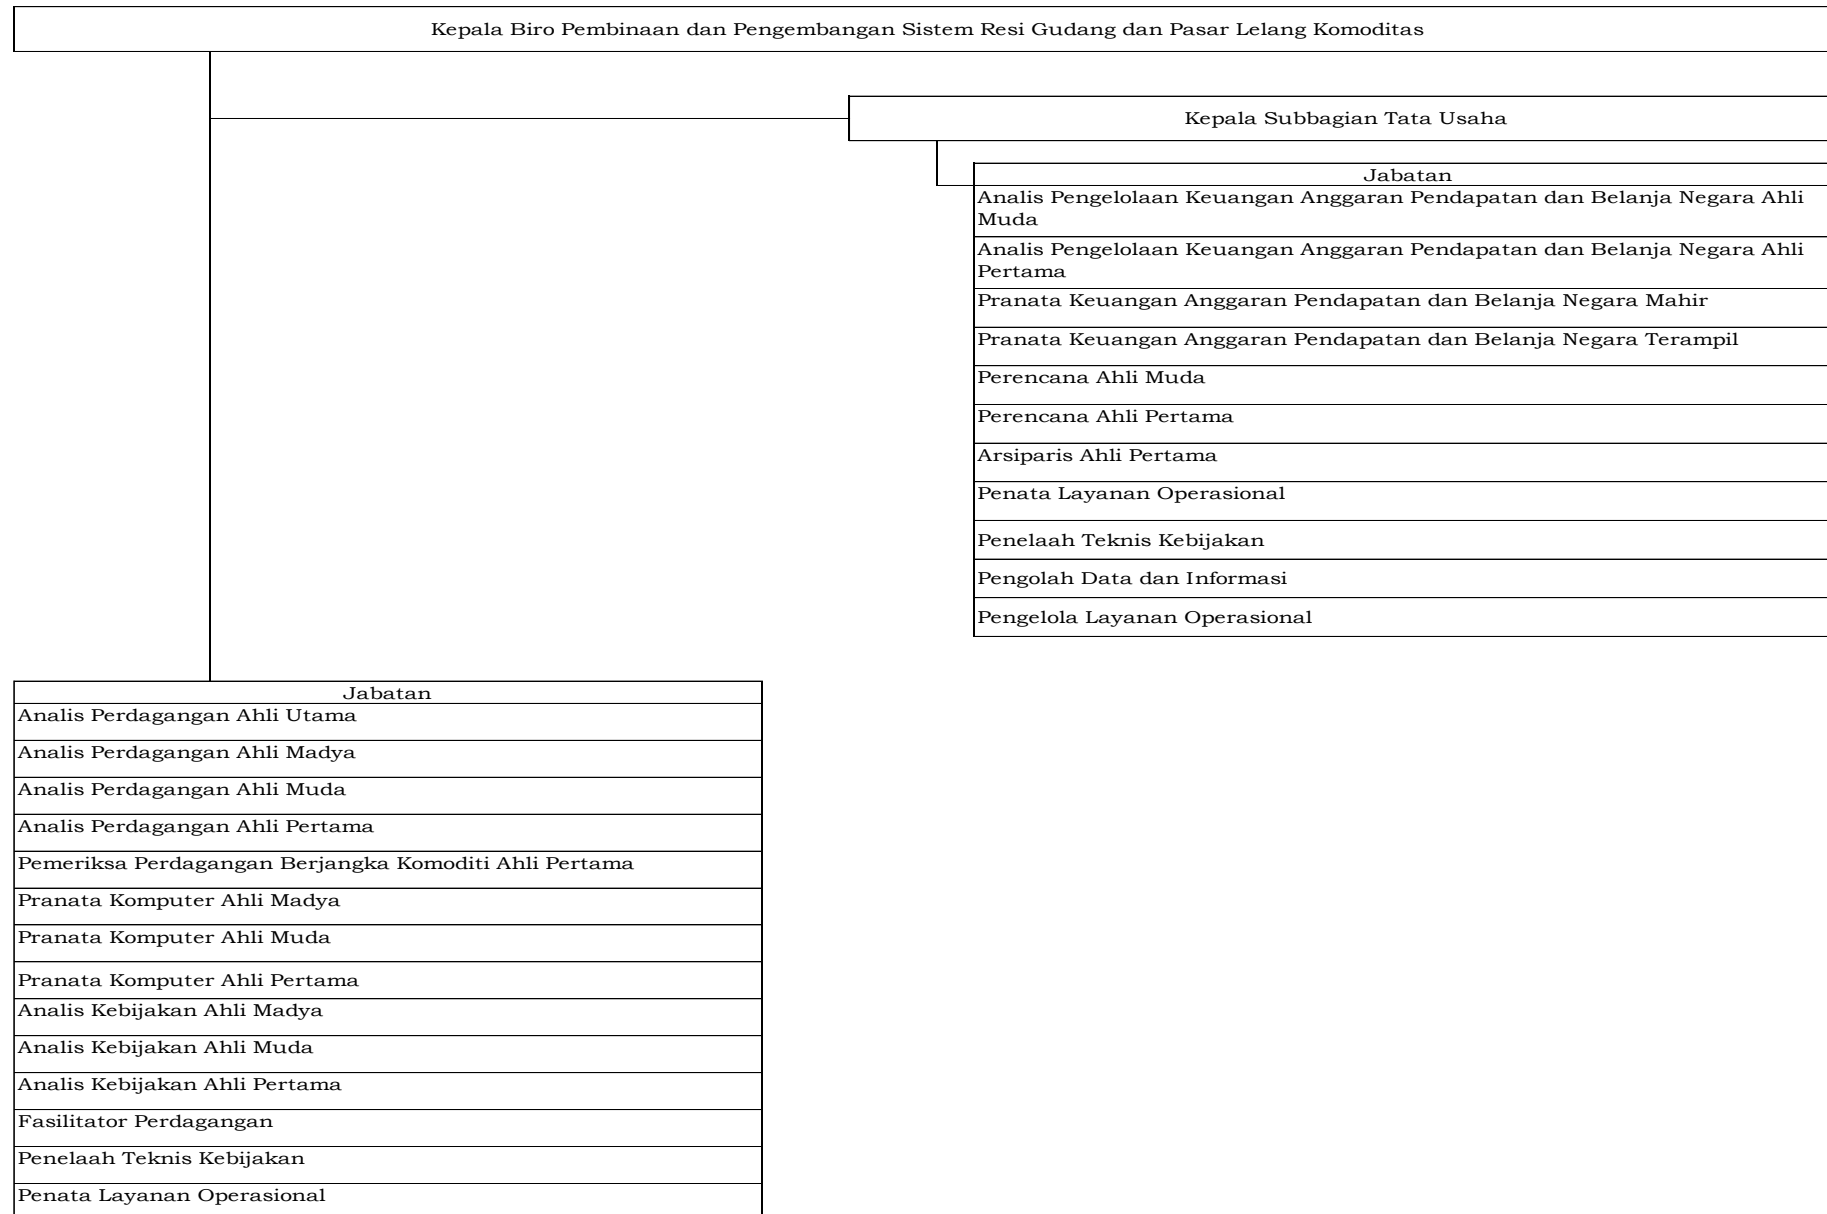 Kepala Biro Pembinaan dan Pengembangan Sistem Resi Gudang dan Pasar Lelang Komoditas
Kepala Subbagian Tata Usaha
Jabatan
Analis Pengelolaan Keuangan Anggaran Pendapatan dan Belanja Negara Ahli
Muda
Analis Pengelolaan Keuangan Anggaran Pendapatan dan Belanja Negara Ahli
Pertama
Pranata Keuangan Anggaran Pendapatan dan Belanja Negara Mahir
Pranata Keuangan Anggaran Pendapatan dan Belanja Negara Terampil
Perencana Ahli Muda
Perencana Ahli Pertama
Arsiparis Ahli Pertama
Penata Layanan Operasional
Penelaah Teknis Kebijakan
Pengolah Data dan Informasi
Pengelola Layanan Operasional
Jabatan
Analis Perdagangan Ahli Utama
Analis Perdagangan Ahli Madya
Analis Perdagangan Ahli Muda
Analis Perdagangan Ahli Pertama
Pemeriksa Perdagangan Berjangka Komoditi Ahli Pertama
Pranata Komputer Ahli Madya
Pranata Komputer Ahli Muda
Pranata Komputer Ahli Pertama
Analis Kebijakan Ahli Madya
Analis Kebijakan Ahli Muda
Analis Kebijakan Ahli Pertama
Fasilitator Perdagangan
Penelaah Teknis Kebijakan
Penata Layanan Operasional